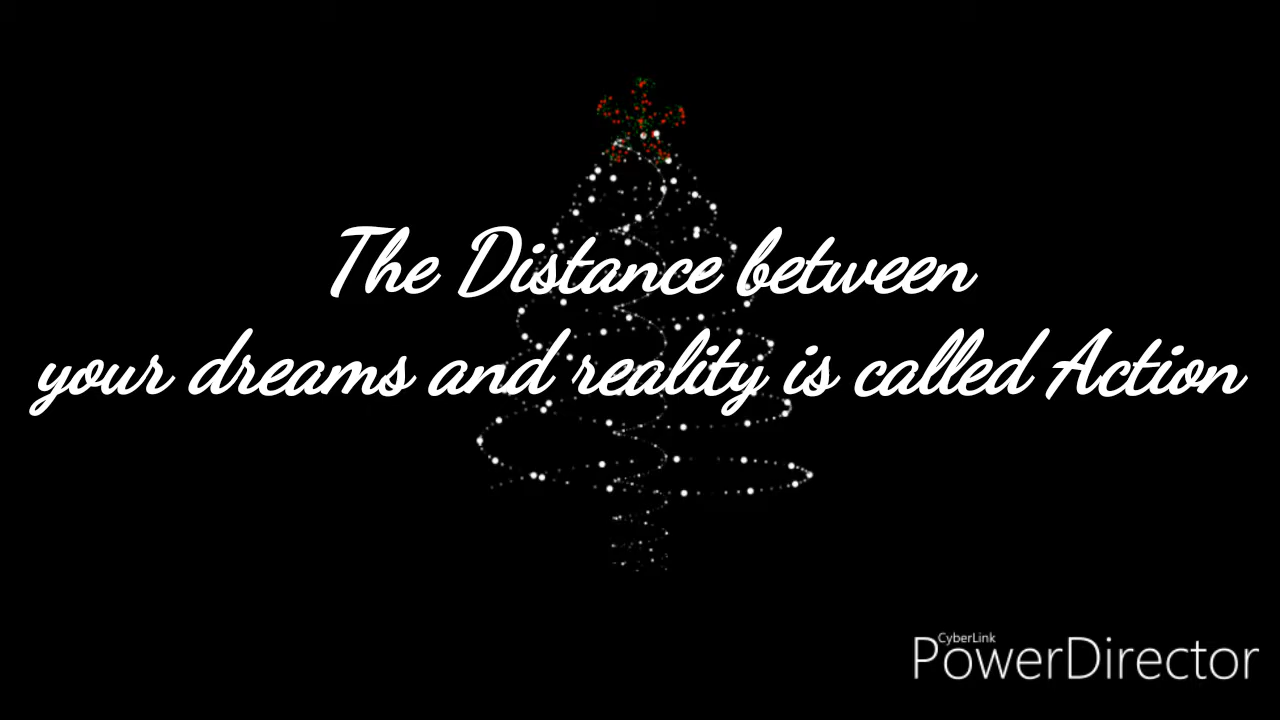 The Distance between
your dreams and reality is called Action
CyberLink
PowerDirector